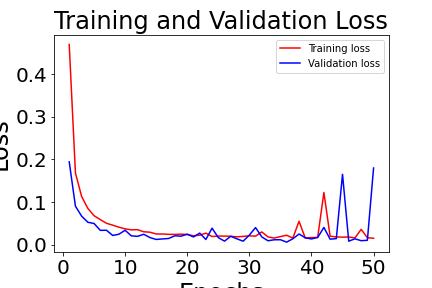 Training and Validation Loss
Training loss
Validation loss
Loss
0.4
0.3
0.2
0.1
0.0
0 10 20 30 40 50
Epochs